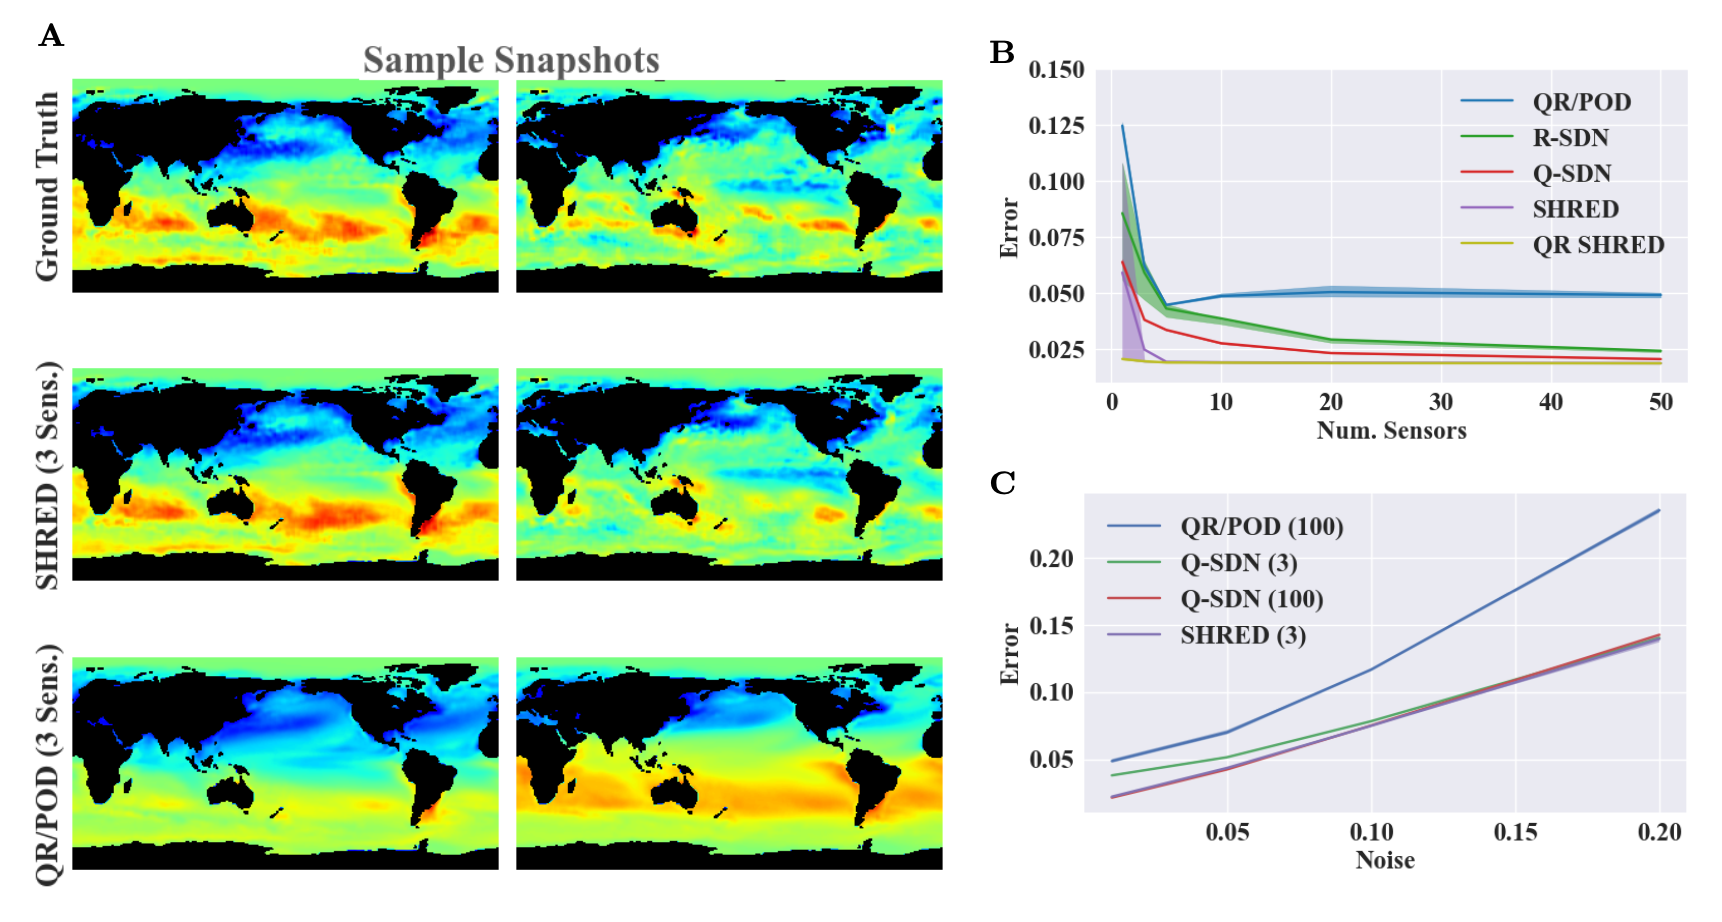 A
Sample Snapshots
Ground Truth
SHRED (3 Sens.)
QR/POD (3 Sens.)
B
0.150
0.125
0.100
0.075
0.050
0.025
Error
QR/POD
R-SDN
Q-SDN
SHRED
QR SHRED
0 10 20 30 40 50
Num. Sensors
C
0.20
0.15
0.10
0.05
Error
QR/POD (100)
Q-SDN (3)
Q-SDN (100)
SHRED (3)
0.05 0.10 0.15 0.20
Noise